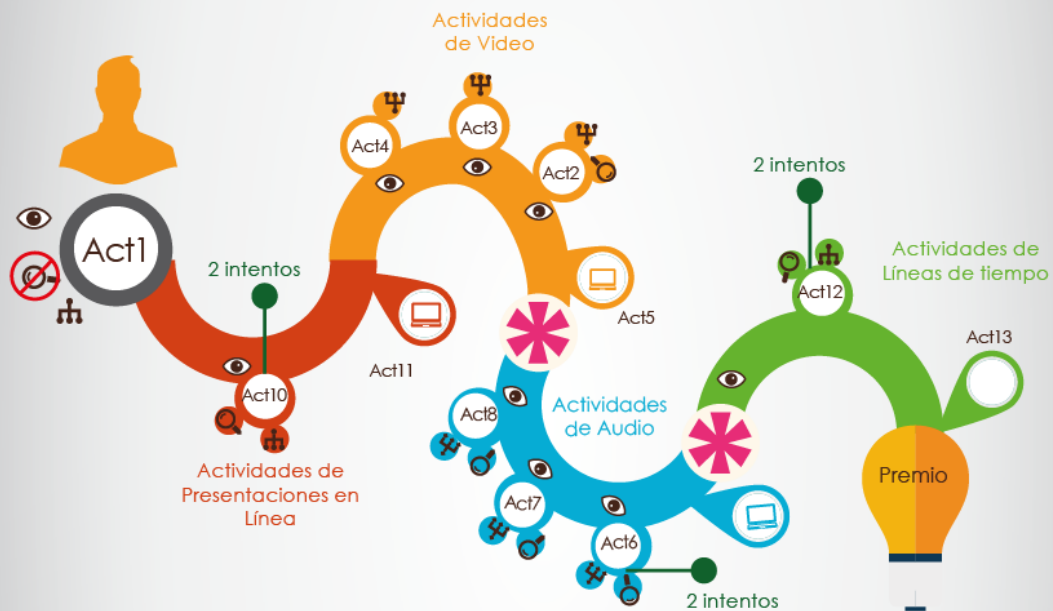 Actividades
de Video
Act4
Act3
Act2
2 intentos
Act1
2 intentos
Actividades de
Líneas de tiempo
Act12
Act5
Act13
Act11
Act10
Act8
Actividades
de Audio
Actividades de
Presentaciones en
Línea
Act7
Act6
Premio
2 intentos